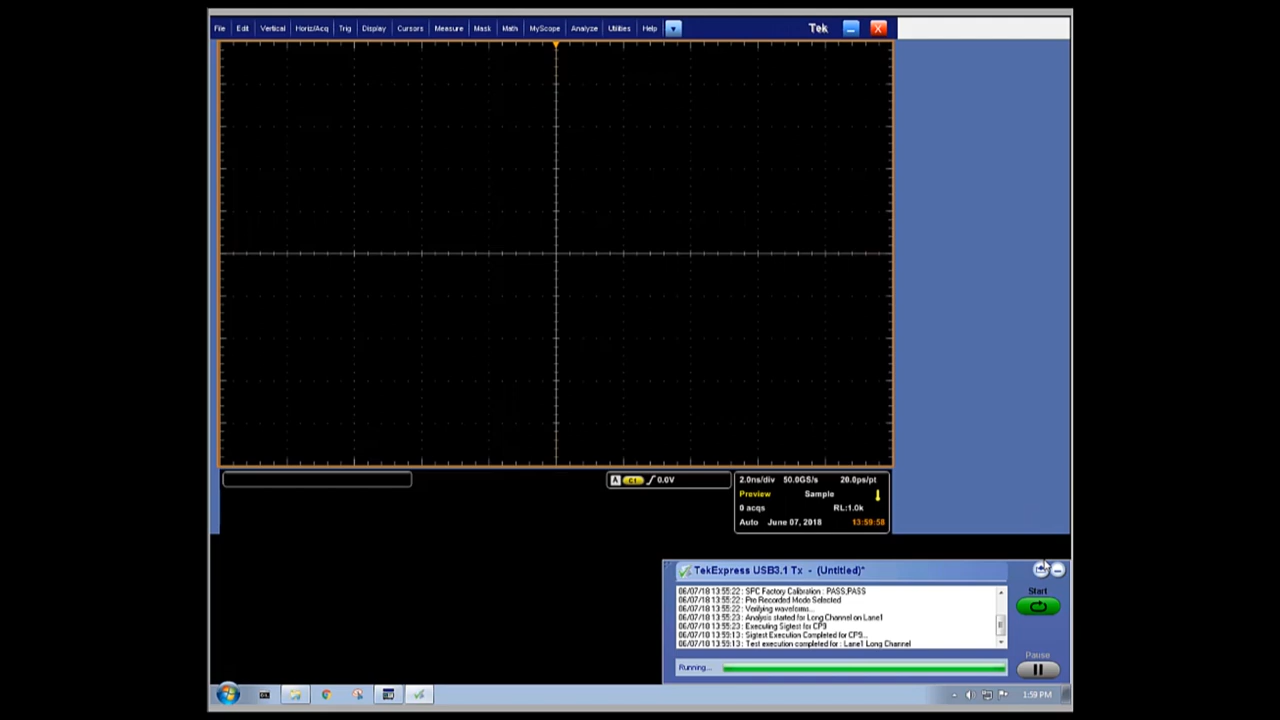 File Edit Vertical Horiz/Acq Trig Display Cursors Measure Mask Math MyScope Analyze Utilities Help Tek X
A C1 0.0V
2.0ns/div 50.0GS/s 20.0ps/pt
Preview Sample
0 acqs RL:1.0k
Auto June 07, 2018 13:59:58
TekExpress USB3.1 Tx - (Untitled)*
06/07/18 13:55:22 : SPC Factory Calibration : PASS,PASS
06/07/18 13:55:22 : Pre Recorded Mode Selected
06/07/18 13:55:22 : Verifying waveforms...
06/07/18 13:55:23 : Analysis started for Long Channel on Lane1
06/07/18 13:55:23 : Executing Sigtest for CP9
06/07/18 13:59:13 : Sigtest Execution Completed for CP9...
06/07/18 13:59:13 : Test execution completed for : Lane1 Long Channel
Start
Pause
Running...
1:59 PM